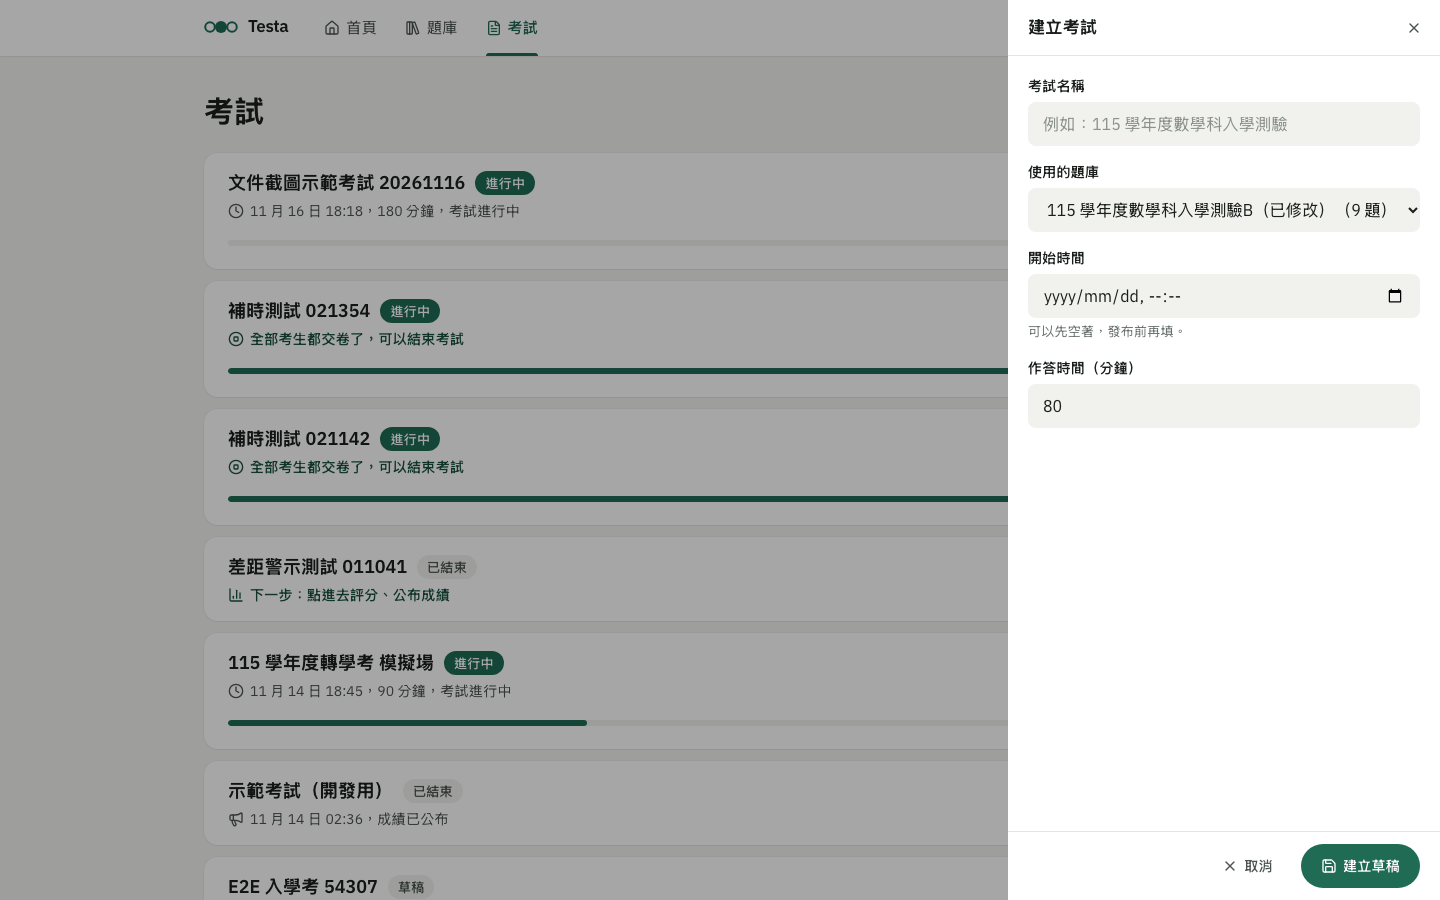 Testa
首頁
題庫
考試
考試
文件截圖示範考試 20261116 進行中
11 月 16 日 18:18，180 分鐘，考試進行中
補時測試 021354 進行中
全部考生都交卷了，可以結束考試
補時測試 021142 進行中
全部考生都交卷了，可以結束考試
差距警示測試 011041 已結束
下一步：點進去評分、公布成績
115 學年度轉學考 模擬場 進行中
11 月 14 日 18:45，90 分鐘，考試進行中
示範考試（開發用） 已結束
11 月 14 日 02:36，成績已公布
E2E 入學考 54307 草稿
建立考試
考試名稱
例如：115 學年度數學科入學測驗
使用的題庫
115 學年度數學科入學測驗B（已修改）（9 題）
開始時間
yyyy/mm/dd, --:--
可以先空著，發布前再填。
作答時間（分鐘）
80
取消
建立草稿